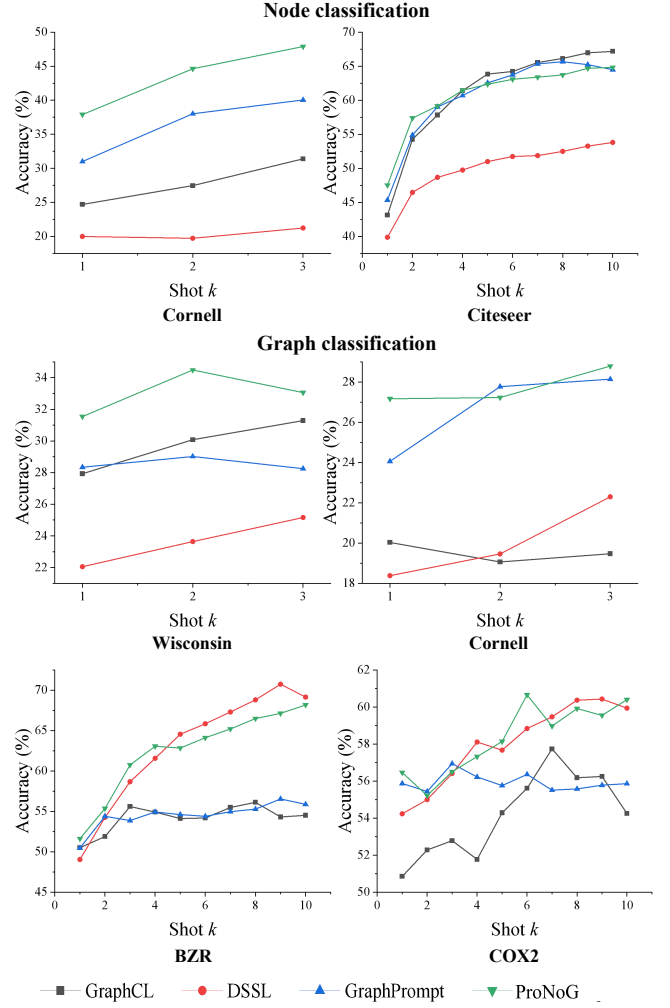 Node classification
50
45
40
35
30
25
20
Accuracy (%)
1 2 3
Shot k
Cornell
70
65
60
55
50
45
40
Accuracy (%)
0 2 4 6 8 10
Shot k
Citeseer
Graph classification
34
32
30
28
26
24
22
Accuracy (%)
1 2 3
Shot k
Wisconsin
28
26
24
22
20
18
Accuracy (%)
1 2 3
Shot k
Cornell
70
65
60
55
50
45
Accuracy (%)
0 2 4 6 8 10
Shot k
BZR
62
60
58
56
54
52
50
Accuracy (%)
0 2 4 6 8 10
Shot k
COX2
GraphCL DSSL GraphPrompt ProNoG